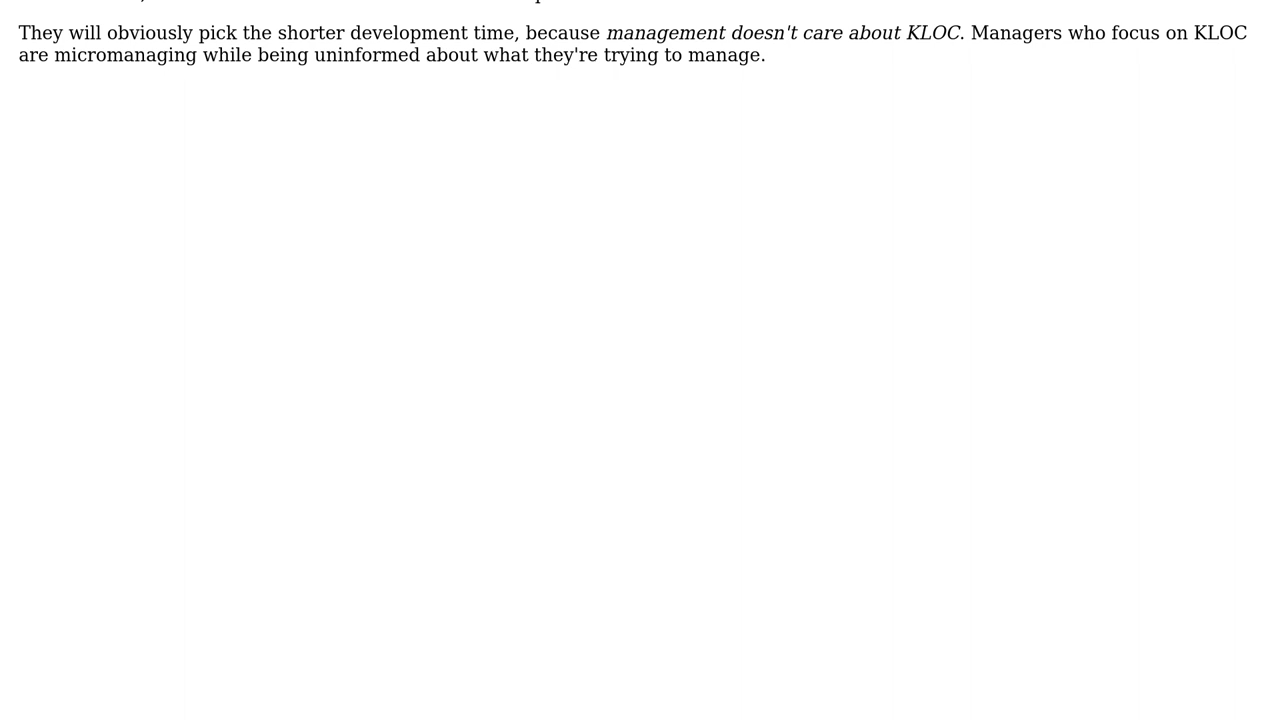 They will obviously pick the shorter development time, because management doesn't care about KLOC. Managers who focus on KLOC
are micromanaging while being uninformed about what they're trying to manage.